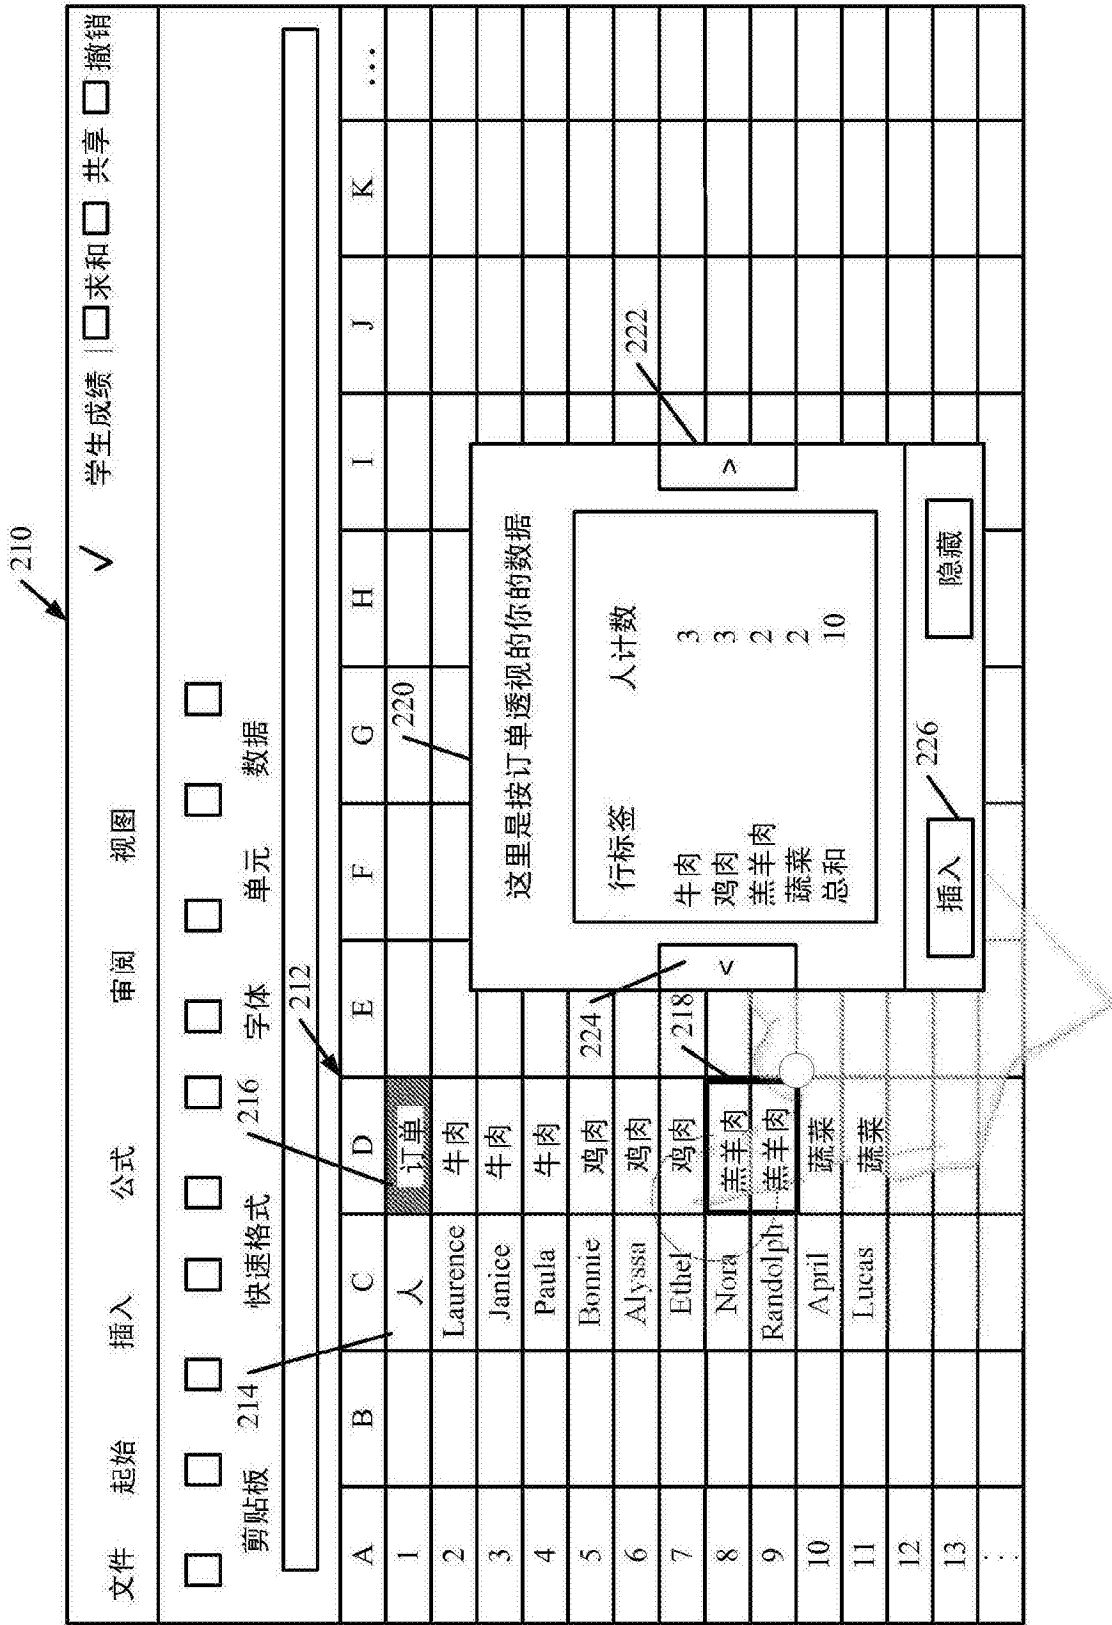 210
✓ 学生成绩 | 求和 共享 撤销
文件 起始 插入 公式 审阅 视图
剪贴板 快速格式 字体 单元 数据
214
216
212
A B C D E F G H I J K ...
1 人 订单
220
2 Laurence 牛肉
3 Janice 牛肉
4 Paula 牛肉
5 Bonnie 鸡肉
6 Alyssa 鸡肉
7 Ethel 鸡肉
8 Nora 羔羊肉
9 Randolph 羔羊肉
10 April 蔬菜
11 Lucas 蔬菜
12
13
⋮
224
218
222
这里是按订单透视的你的数据
行标签 人计数
牛肉 3
鸡肉 3
羔羊肉 2
蔬菜 2
总和 10
<
>
插入 隐藏
226